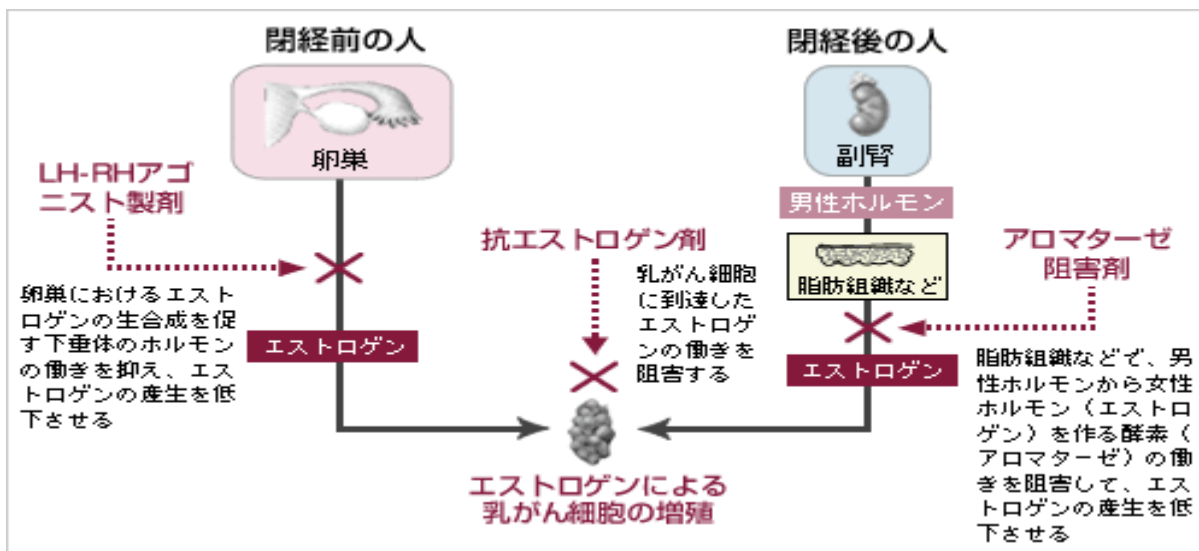 閉経前の人
卵巣
LH-RHアゴ
ニスト製剤
卵巣におけるエスト
ロゲンの生合成を促
す下垂体のホルモン
の働きを抑え、エス
トロゲンの産生を低
下させる
エストロゲン
抗エストロゲン剤
乳がん細胞
に到達した
エストロゲ
ンの働きを
阻害する
エストロゲンによる
乳がん細胞の増殖
閉経後の人
副腎
男性ホルモン
脂肪組織など
エストロゲン
アロマターゼ
阻害剤
脂肪組織などで、男
性ホルモンから女性
ホルモン（エストロ
ゲン）を作る酵素（
アロマターゼ）の働
きを阻害して、エス
トロゲンの産生を低
下させる